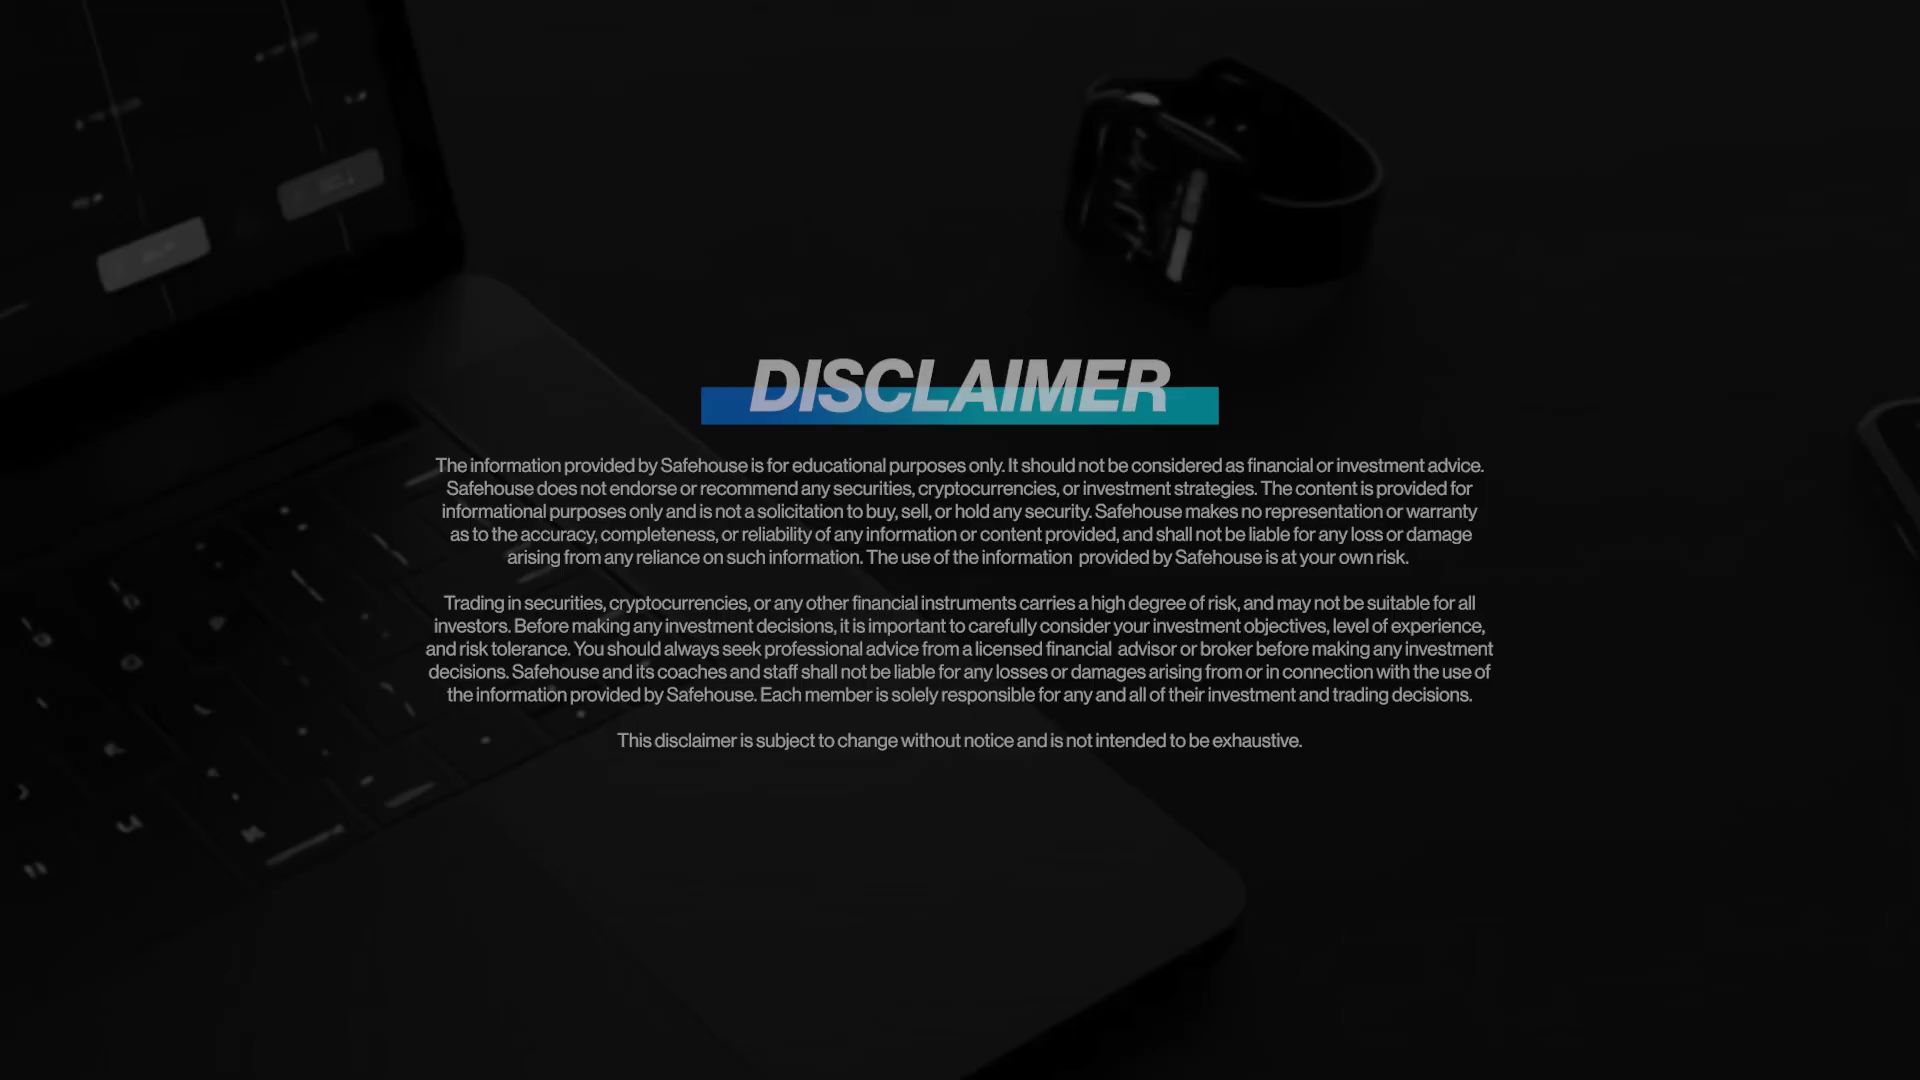 DISCLAIMER
The information provided by Safehouse is for educational purposes only. It should not be considered as financial or investment advice.
Safehouse does not endorse or recommend any securities, cryptocurrencies, or investment strategies. The content is provided for
informational purposes only and is not a solicitation to buy, sell, or hold any security. Safehouse makes no representation or warranty
as to the accuracy, completeness, or reliability of any information or content provided, and shall not be liable for any loss or damage
arising from any reliance on such information. The use of the information provided by Safehouse is at your own risk.
Trading in securities, cryptocurrencies, or any other financial instruments carries a high degree of risk, and may not be suitable for all
investors. Before making any investment decisions, it is important to carefully consider your investment objectives, level of experience,
and risk tolerance. You should always seek professional advice from a licensed financial advisor or broker before making any investment
decisions. Safehouse and its coaches and staff shall not be liable for any losses or damages arising from or in connection with the use of
the information provided by Safehouse. Each member is solely responsible for any and all of their investment and trading decisions.
This disclaimer is subject to change without notice and is not intended to be exhaustive.